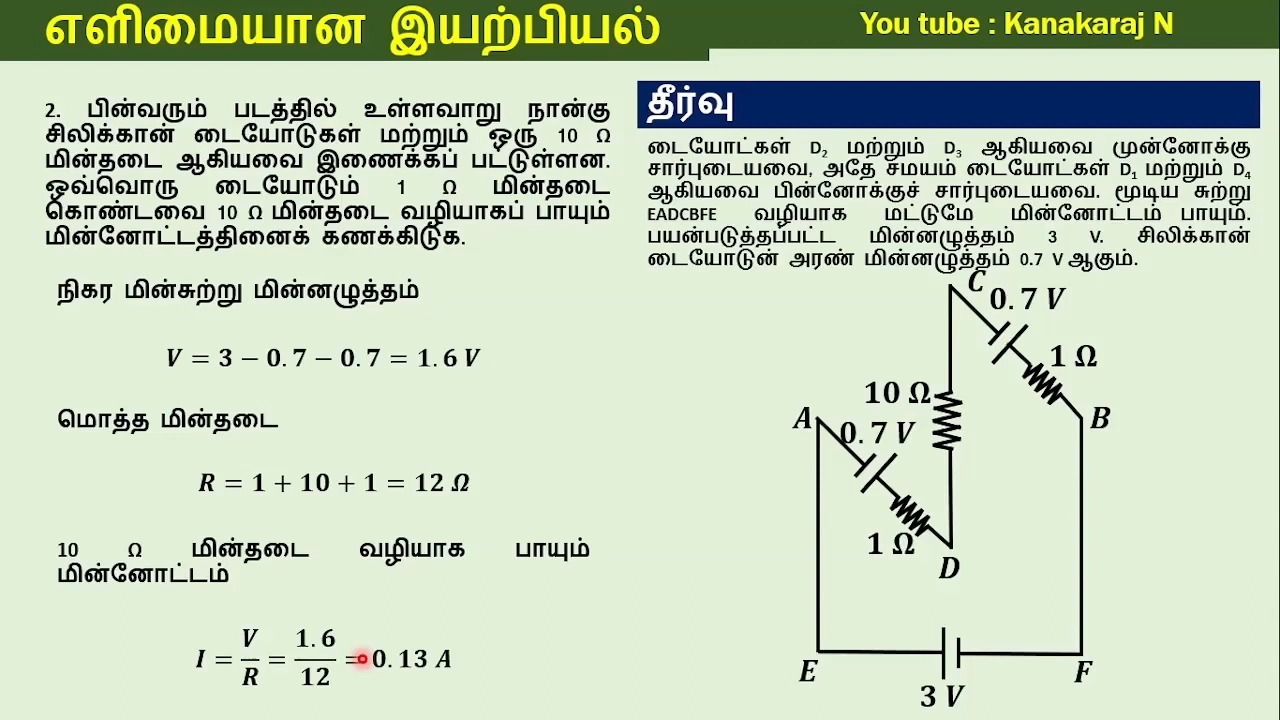 எளிமையான இயற்பியல்
You tube : Kanakaraj N
2. பின்வரும் படத்தில் உள்ளவாறு நான்கு
சிலிக்கான் டையோடுகள் மற்றும் ஒரு 10 Ω
மின்தடை ஆகியவை இணைக்கப் பட்டுள்ளன.
ஒவ்வொரு டையோடும் 1 Ω மின்தடை
கொண்டவை 10 Ω மின்தடை வழியாகப் பாயும்
மின்னோட்டத்தினைக் கணக்கிடுக.
நிகர மின்சுற்று மின்னழுத்தம்
V = 3 − 0.7 − 0.7 = 1.6 V
மொத்த மின்தடை
R = 1 + 10 + 1 = 12 Ω
10 Ω மின்தடை வழியாக பாயும்
மின்னோட்டம்
I = V/R = 1.6/12 = 0.13 A
தீர்வு
டையோட்கள் D₂ மற்றும் D₃ ஆகியவை முன்னோக்கு
சார்புடையவை, அதே சமயம் டையோட்கள் D₁ மற்றும் D₄
ஆகியவை பின்னோக்குச் சார்புடையவை. மூடிய சுற்று
EADCBFE வழியாக மட்டுமே மின்னோட்டம் பாயும்.
பயன்படுத்தப்பட்ட மின்னழுத்தம் 3 V. சிலிக்கான்
டையோடுன் அரண் மின்னழுத்தம் 0.7 V ஆகும்.
C
0.7 V
1 Ω
10 Ω
A
0.7 V
B
1 Ω
D
E
F
3 V